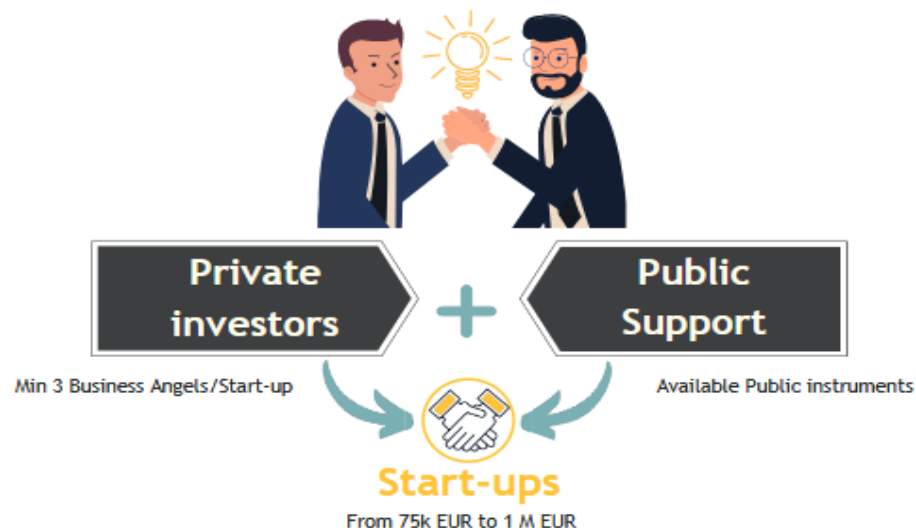 Private
investors
Public
Support
Min 3 Business Angels/Start-up
Available Public instruments
Start-ups
From 75k EUR to 1 M EUR